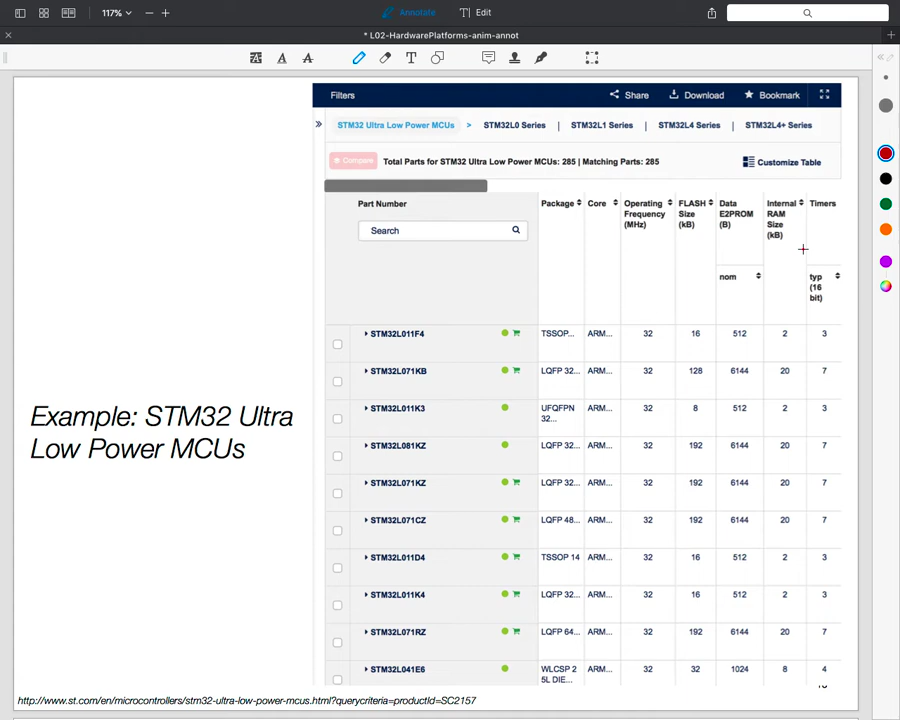 117%
Annotate
Edit
* L02-HardwarePlatforms-anim-annot
Filters
Share
Download
Bookmark
STM32 Ultra Low Power MCUs > STM32L0 Series | STM32L1 Series | STM32L4 Series | STM32L4+ Series
Compare
Total Parts for STM32 Ultra Low Power MCUs: 285 | Matching Parts: 285
Customize Table
Part Number
Search
Package
Core
Operating
Frequency
(MHz)
FLASH
Size
(kB)
Data
E2PROM
(B)
nom
Internal
RAM
Size
(kB)
Timers
typ
(16
bit)
STM32L011F4 TSSOP... ARM... 32 16 512 2 3
STM32L071KB LQFP 32... ARM... 32 128 6144 20 7
STM32L011K3 UFQFPN ARM... 32 8 512 2 3
32...
STM32L081KZ LQFP 32... ARM... 32 192 6144 20 7
STM32L071KZ LQFP 32... ARM... 32 192 6144 20 7
STM32L071CZ LQFP 48... ARM... 32 192 6144 20 7
STM32L011D4 TSSOP 14 ARM... 32 16 512 2 3
STM32L011K4 LQFP 32... ARM... 32 16 512 2 3
STM32L071RZ LQFP 64... ARM... 32 192 6144 20 7
STM32L041E6 WLCSP 2 ARM... 32 32 1024 8 4
5L DIE...
Example: STM32 Ultra
Low Power MCUs
http://www.st.com/en/microcontrollers/stm32-ultra-low-power-mcus.html?querycriteria=productId=SC2157